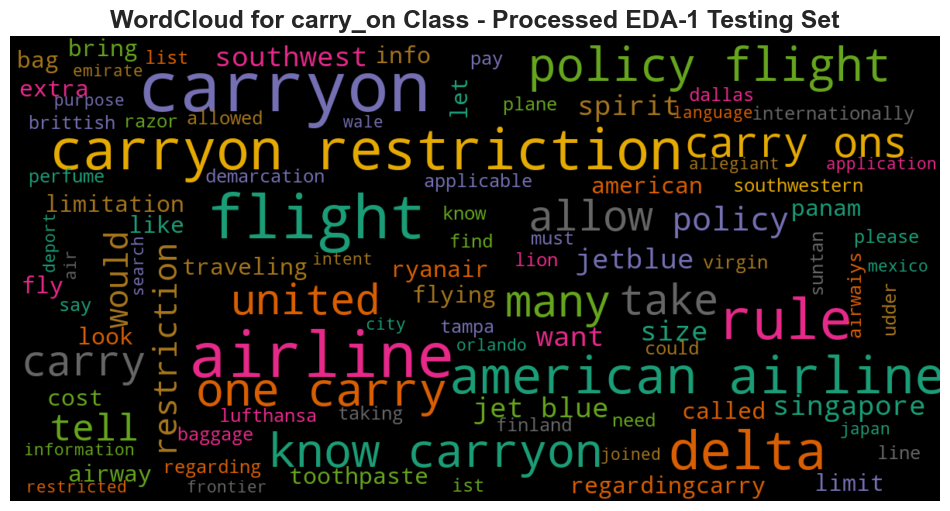 WordCloud for carry_on Class - Processed EDA-1 Testing Set
bag bring list southwest info pay policy flight
emirate carryon let dallas
extra purpose plane spirit language internationally
brittish razor allowed wale
carryon restriction carry ons
allegiant application
perfume demarcation applicable american southwestern
limitation flight know allow policy panam
deport like must please
air search would find suntan
restriction traveling intent ryanair lion jetblue virgin mexico
fly flying airwaiys udder
say united many take rule
look city tampa want size
orlando could
carry airline american airline
cost one carry
lufthansa taking jet blue need called singapore
tell baggage finland japan
information know carryon joined delta line
airway regarding toothpaste
restricted frontier ist regardingcarry limit